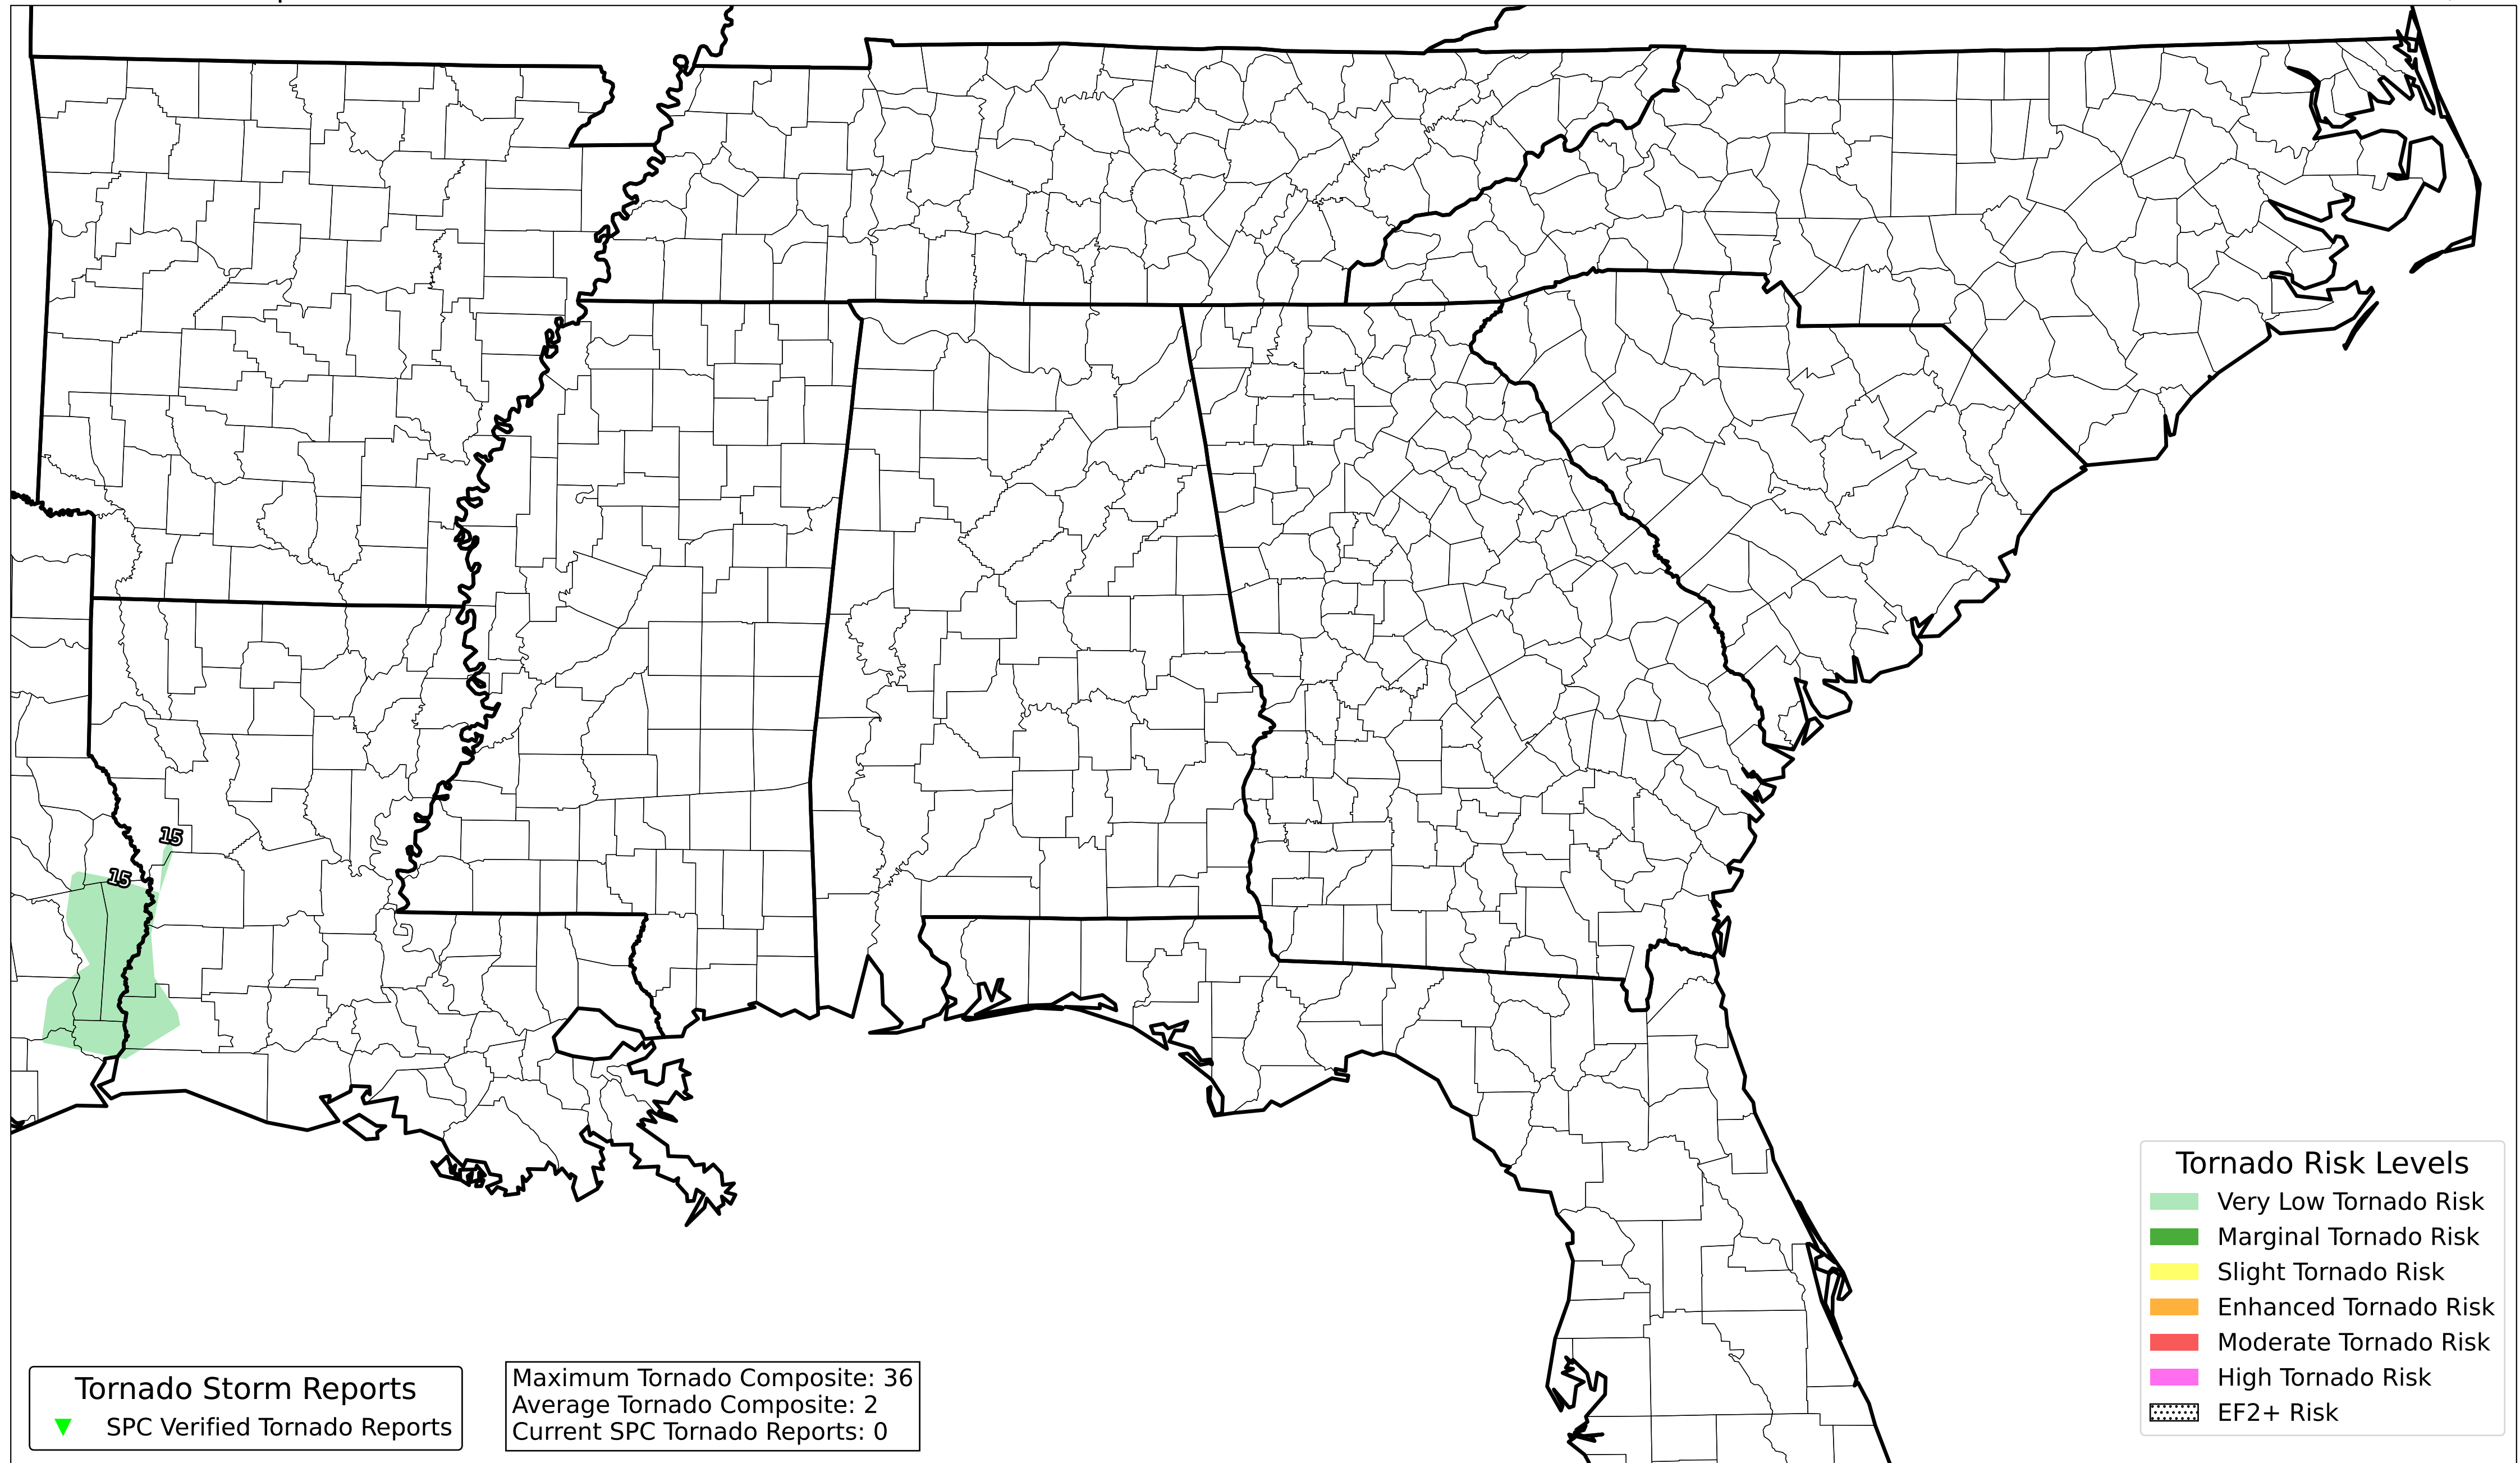 15
15
Tornado Risk Levels
Very Low Tornado Risk
Marginal Tornado Risk
Slight Tornado Risk
Enhanced Tornado Risk
Moderate Tornado Risk
High Tornado Risk
EF2+ Risk
Tornado Storm Reports
SPC Verified Tornado Reports
Maximum Tornado Composite: 36
Average Tornado Composite: 2
Current SPC Tornado Reports: 0